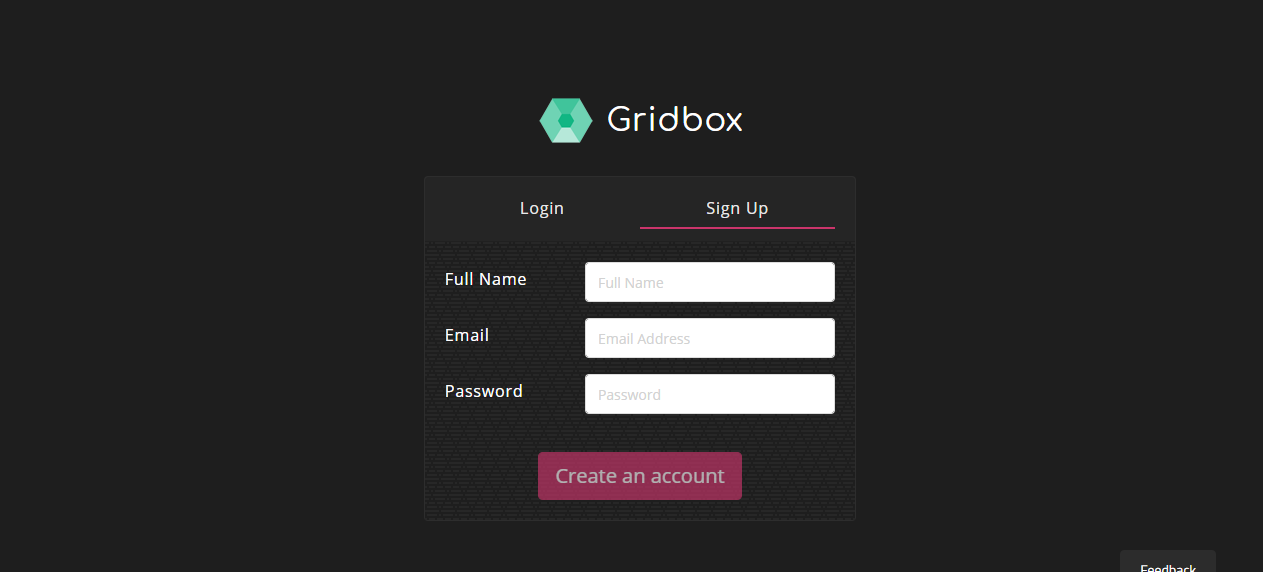 Gridbox
Login Sign Up
Full Name Full Name
Email Email Address
Password Password
Create an account
Feedback